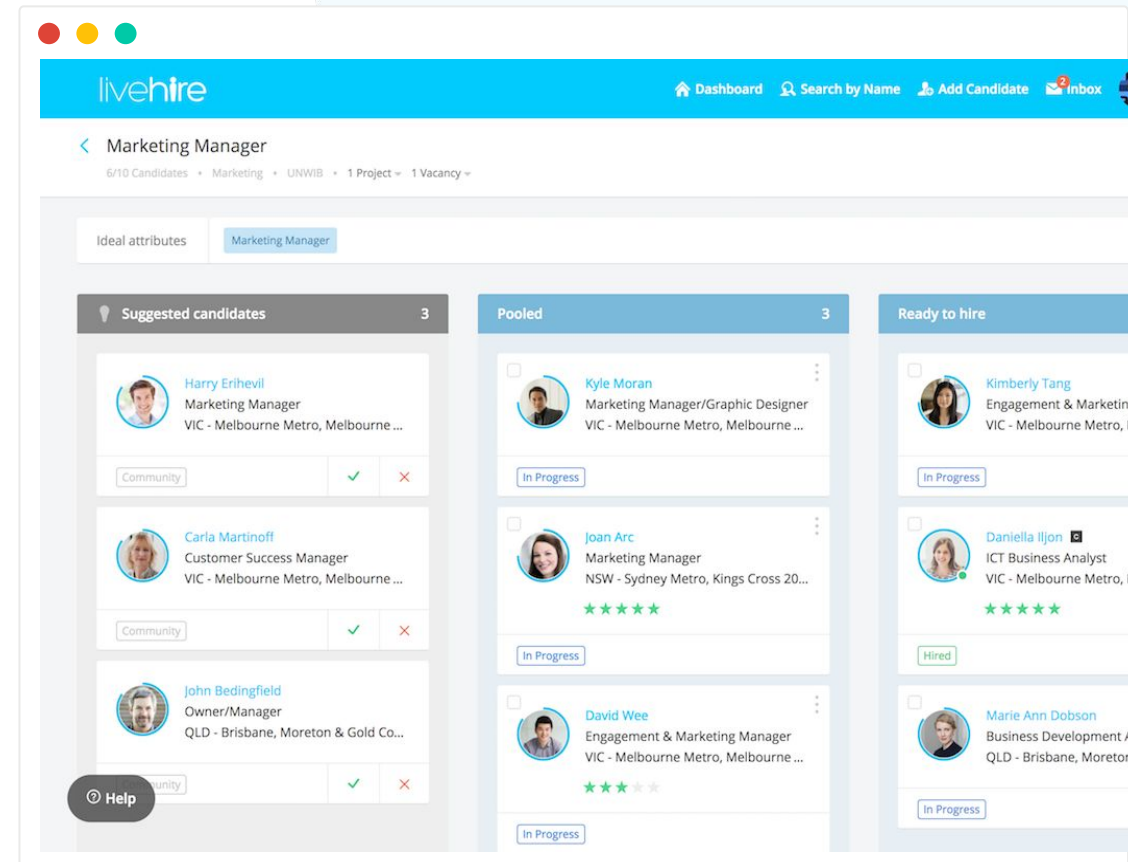 livehire
Dashboard Search by Name Add Candidate 2 Inbox
Marketing Manager
6/10 Candidates • Marketing • UNWIB • 1 Project 1 Vacancy
Ideal attributes Marketing Manager
Suggested candidates 3
Harry Erihevil
Marketing Manager
VIC - Melbourne Metro, Melbourne ...
Community
Carla Martinoff
Customer Success Manager
VIC - Melbourne Metro, Melbourne ...
Community
John Bedingfield
Owner/Manager
QLD - Brisbane, Moreton & Gold Co...
Help
Pooled 3
Kyle Moran
Marketing Manager/Graphic Designer
VIC - Melbourne Metro, Melbourne ...
In Progress
Joan Arc
Marketing Manager
NSW - Sydney Metro, Kings Cross 20...
In Progress
David Wee
Engagement & Marketing Manager
VIC - Melbourne Metro, Melbourne ...
In Progress
Ready to hire
Kimberly Tang
Engagement & Marketin
VIC - Melbourne Metro,
In Progress
Daniella Iljon C
ICT Business Analyst
VIC - Melbourne Metro,
Hired
Marie Ann Dobson
Business Development A
QLD - Brisbane, Moreton
In Progress